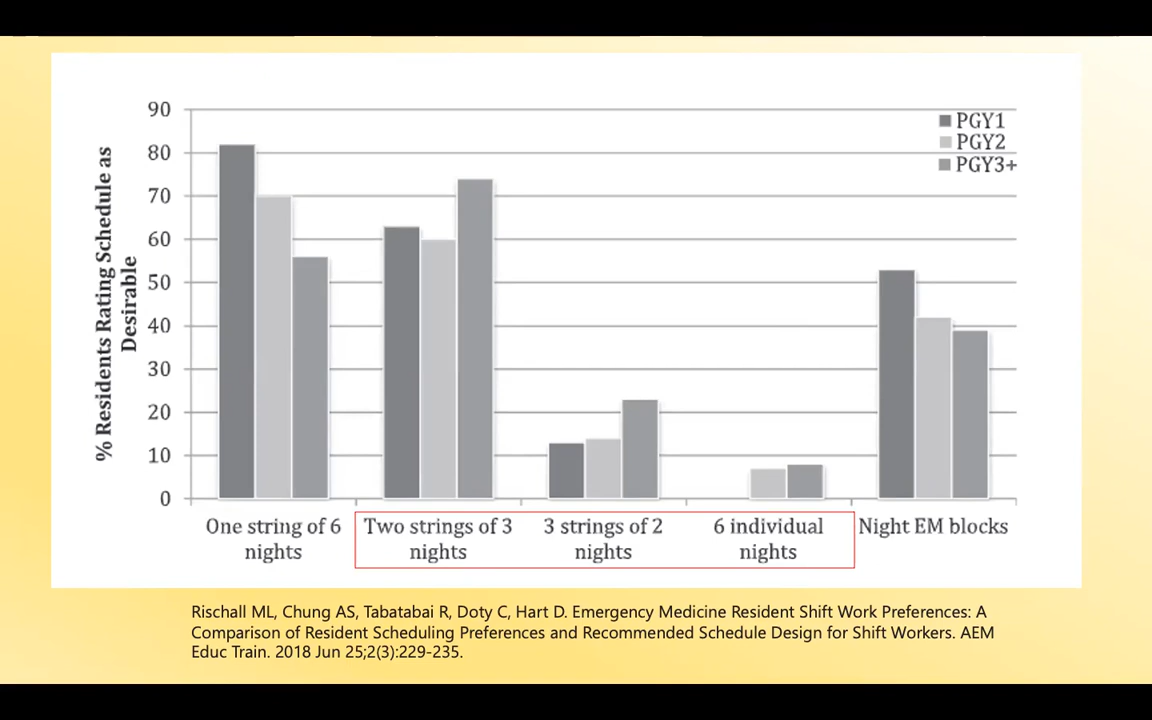 90
80
70
60
50
40
30
20
10
0
% Residents Rating Schedule as
Desirable
PGY1
PGY2
PGY3+
One string of 6
nights
Two strings of 3
nights
3 strings of 2
nights
6 individual
nights
Night EM blocks
Rischall ML, Chung AS, Tabatabai R, Doty C, Hart D. Emergency Medicine Resident Shift Work Preferences: A
Comparison of Resident Scheduling Preferences and Recommended Schedule Design for Shift Workers. AEM
Educ Train. 2018 Jun 25;2(3):229-235.